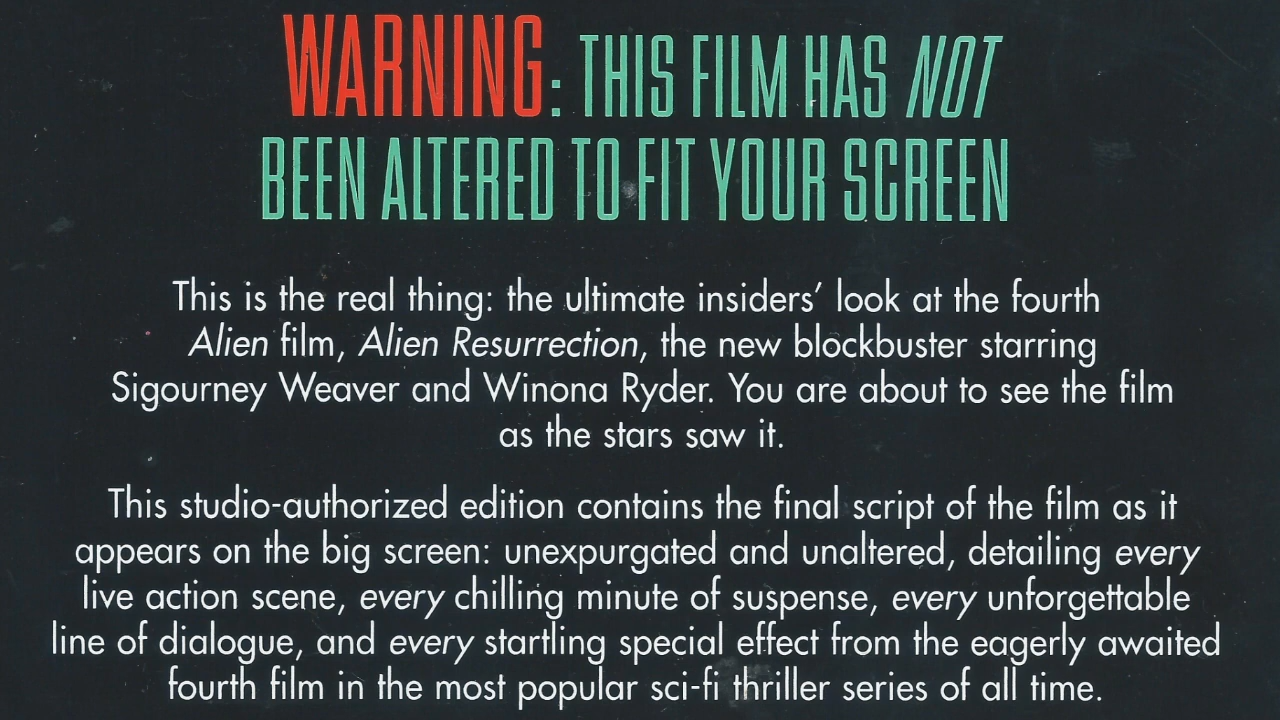 WARNING: THIS FILM HAS NOT
BEEN ALTERED TO FIT YOUR SCREEN
This is the real thing: the ultimate insiders’ look at the fourth
Alien film, Alien Resurrection, the new blockbuster starring
Sigourney Weaver and Winona Ryder. You are about to see the film
as the stars saw it.
This studio-authorized edition contains the final script of the film as it
appears on the big screen: unexpurgated and unaltered, detailing every
live action scene, every chilling minute of suspense, every unforgettable
line of dialogue, and every startling special effect from the eagerly awaited
fourth film in the most popular sci-fi thriller series of all time.